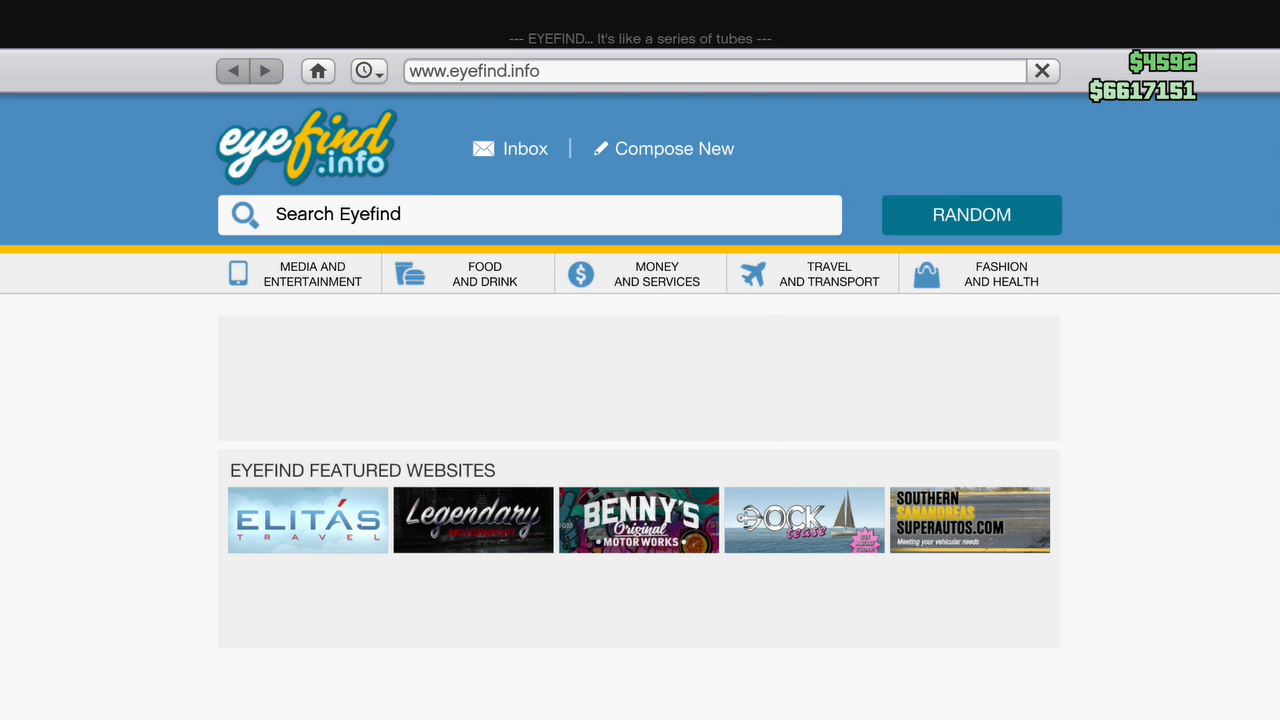 --- EYEFIND... It's like a series of tubes ---
www.eyefind.info
$4592
$6617151
eyefind
.info
Inbox
Compose New
Search Eyefind
RANDOM
MEDIA AND
ENTERTAINMENT
FOOD
AND DRINK
MONEY
AND SERVICES
TRAVEL
AND TRANSPORT
FASHION
AND HEALTH
EYEFIND FEATURED WEBSITES
ELITÁS
TRAVEL
Legendary
MOTORSPORT
BENNY'S
Original
MOTORWORKS
DOCK
tease
SOUTHERN
SANANDREAS
SUPERAUTOS.COM
Meeting your vehicular needs